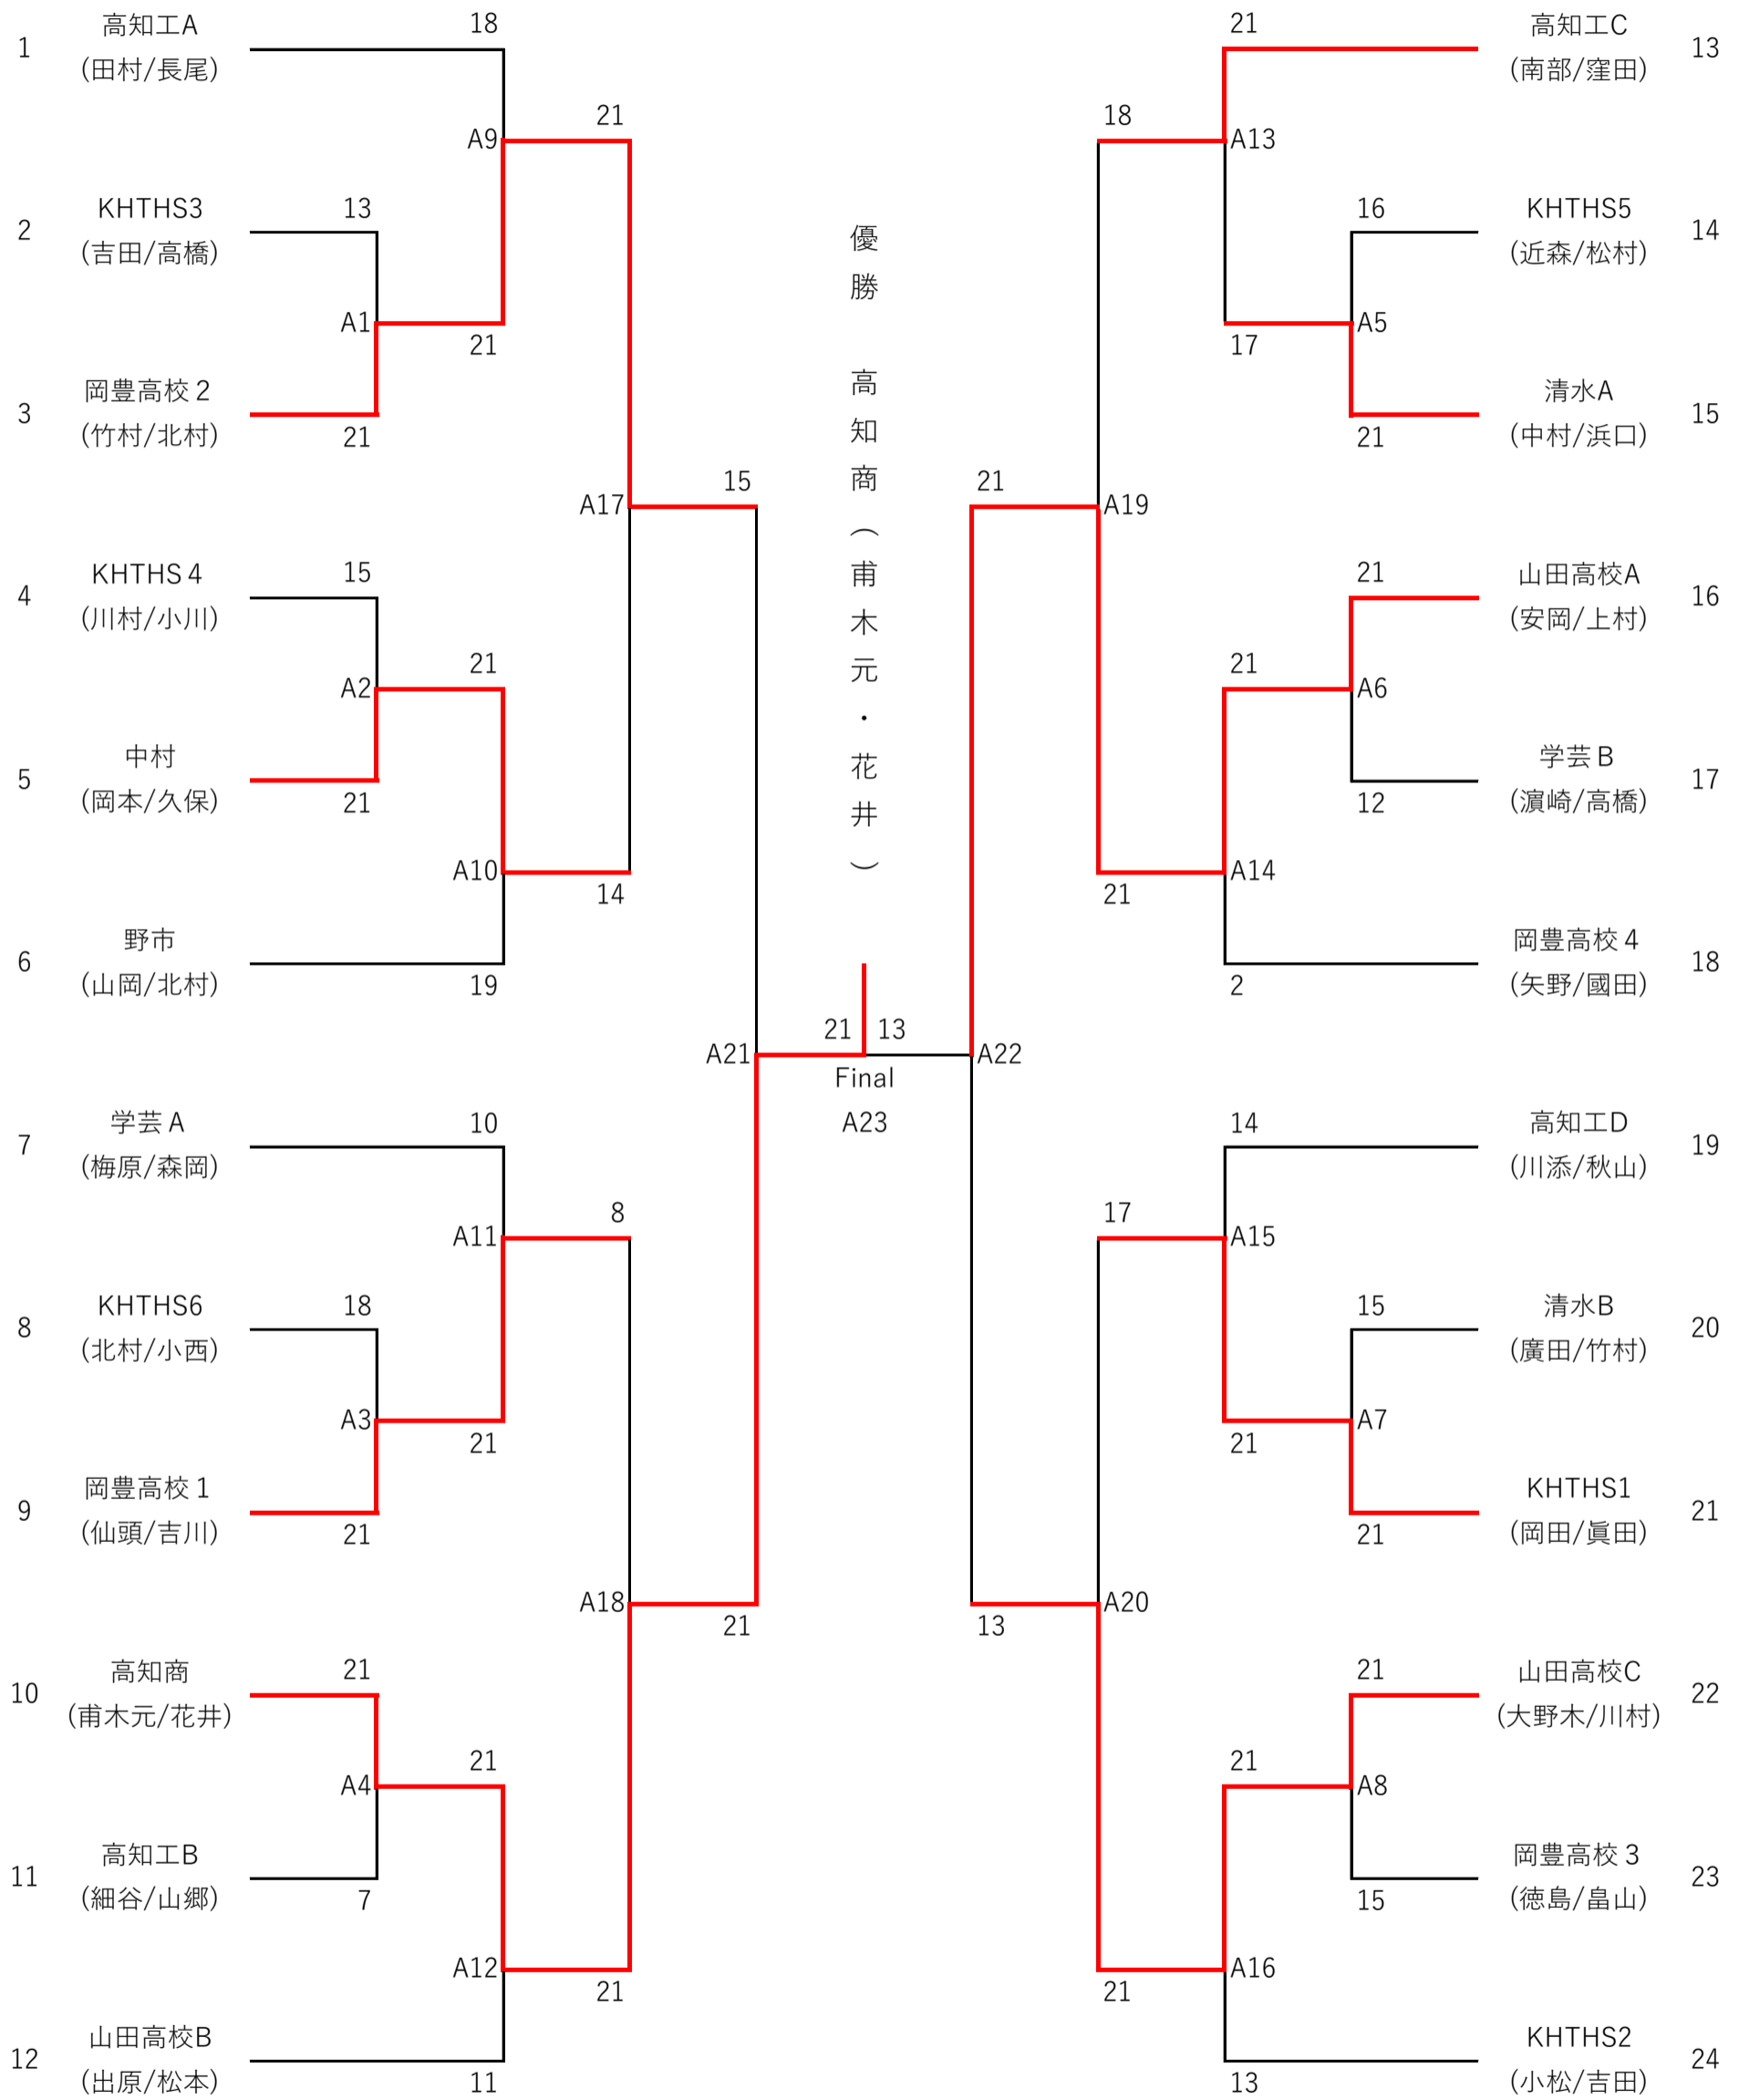 1
高知工A
(田村/長尾)
18
A9
21
2
KHTHS3
(吉田/高橋)
13
A1
21
3
岡豊高校 2
(竹村/北村)
21
A17
15
4
KHTHS 4
(川村/小川)
15
A2
21
5
中村
(岡本/久保)
21
A10
14
6
野市
(山岡/北村)
19
A21
7
学芸 A
(梅原/森岡)
10
A11
8
8
KHTHS6
(北村/小西)
18
A3
21
9
岡豊高校 1
(仙頭/吉川)
21
A18
21
10
高知商
(甫木元/花井)
21
A4
21
11
高知工B
(細谷/山郷)
7
A12
21
12
山田高校B
(出原/松本)
11
優勝　高知商（甫木元・花井）
21 13
Final
A23
21
高知工C
(南部/窪田)
13
18
A13
16
KHTHS5
(近森/松村)
14
17
A5
21
清水A
(中村/浜口)
15
21
A19
21
山田高校A
(安岡/上村)
16
21
A6
12
学芸 B
(濵崎/高橋)
17
21
A14
2
岡豊高校 4
(矢野/國田)
18
A22
14
高知工D
(川添/秋山)
19
17
A15
15
清水B
(廣田/竹村)
20
21
A7
21
KHTHS1
(岡田/眞田)
21
13
A20
21
山田高校C
(大野木/川村)
22
21
A8
15
岡豊高校 3
(徳島/畠山)
23
21
A16
13
KHTHS2
(小松/吉田)
24